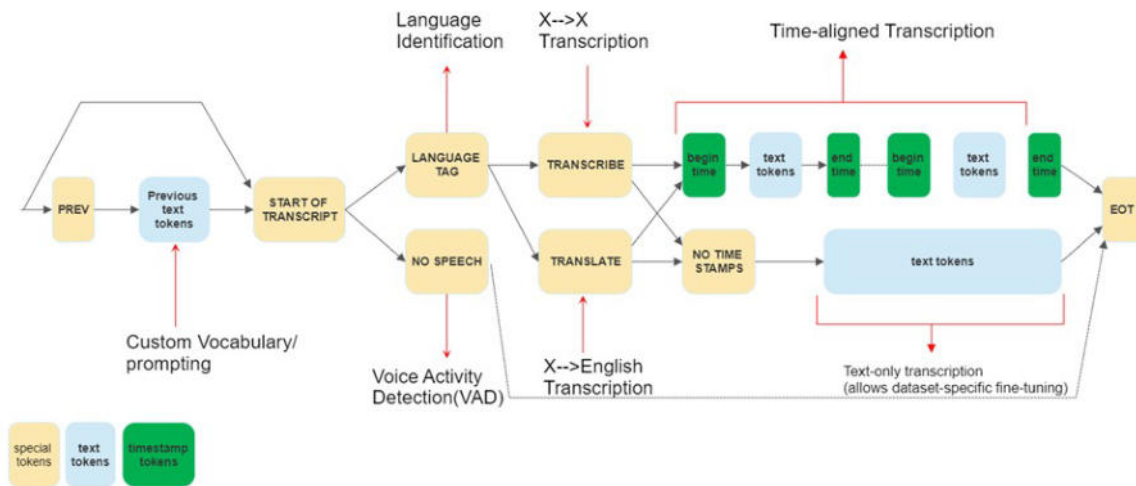 Language
Identification
X-->X
Transcription
Time-aligned Transcription
LANGUAGE
TAG
TRANSCRIBE
begin
time
text
tokens
end
time
begin
time
text
tokens
end
time
PREV
Previous
text
tokens
START OF
TRANSCRIPT
EOT
NO SPEECH
TRANSLATE
NO TIME
STAMPS
text tokens
Custom Vocabulary/
prompting
Voice Activity
Detection(VAD)
X-->English
Transcription
Text-only transcription
(allows dataset-specific fine-tuning)
special
tokens
text
tokens
timestamp
tokens